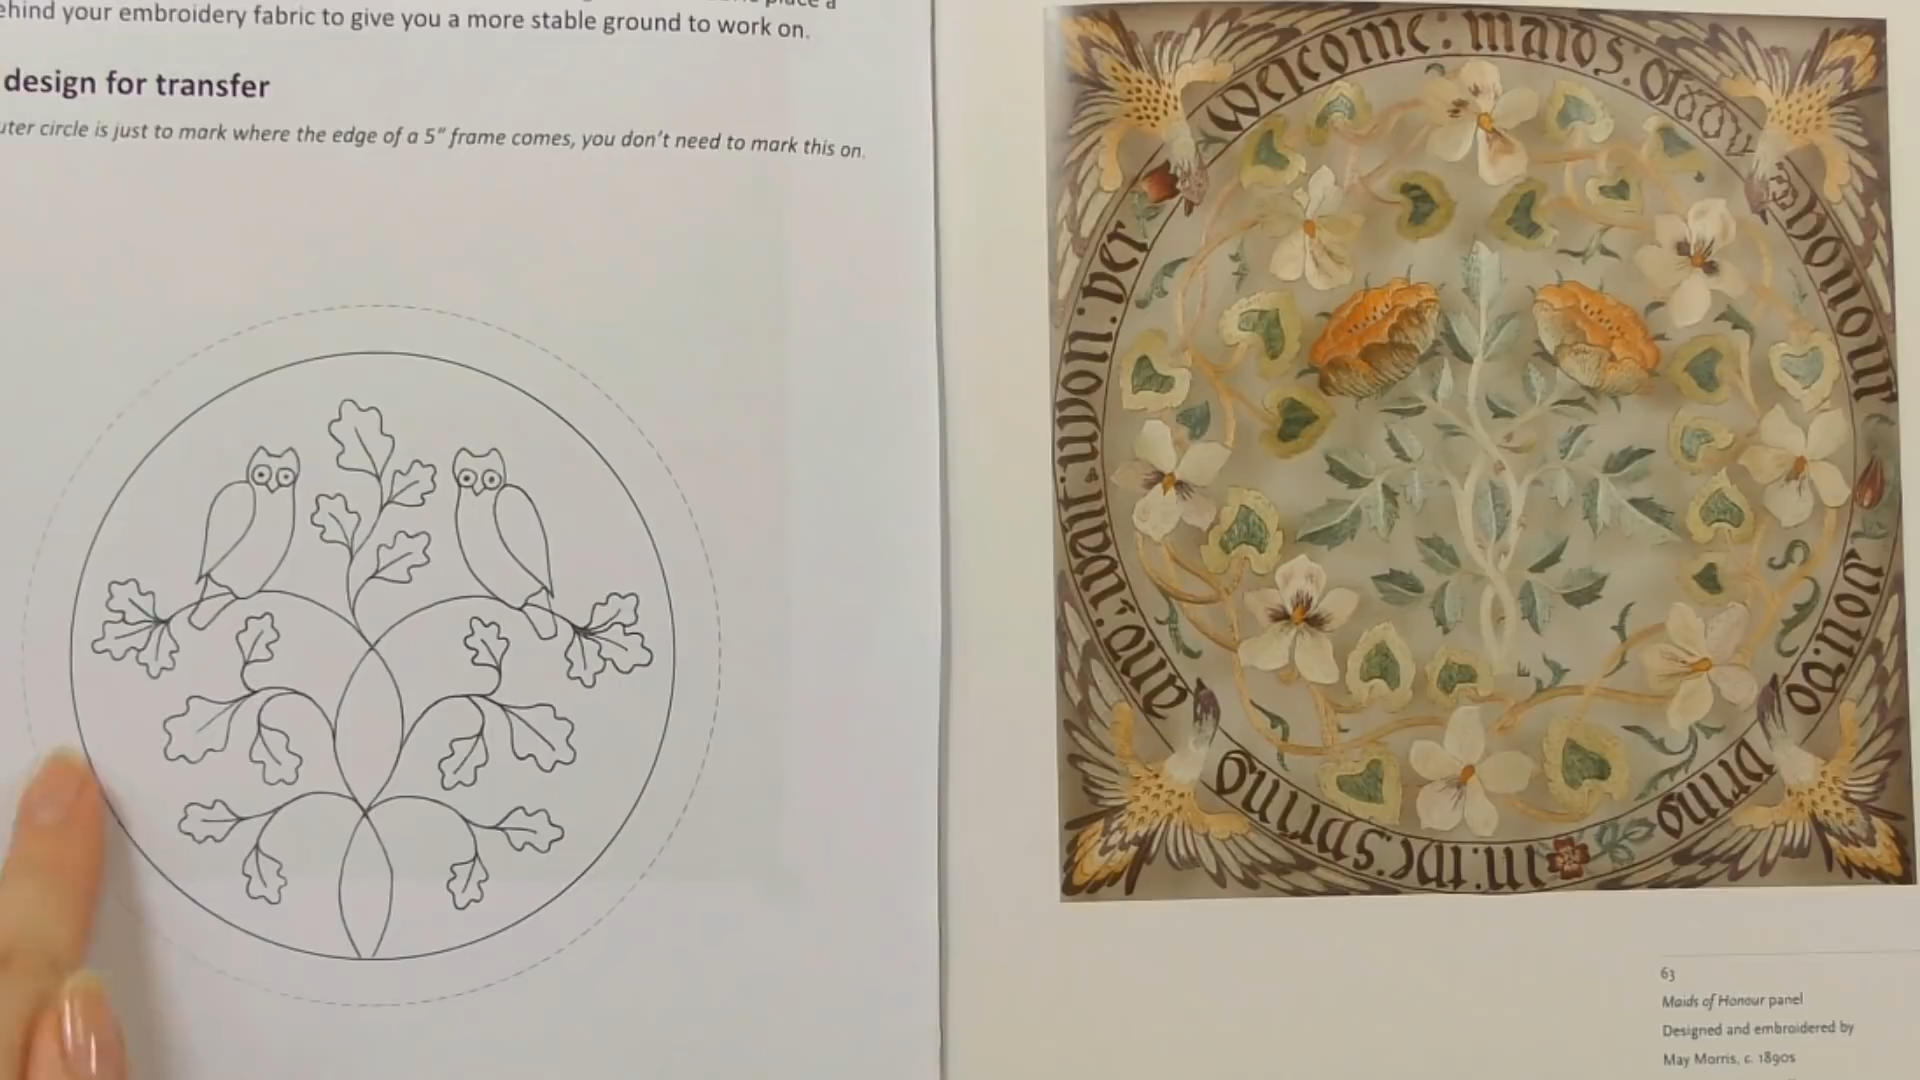 ehind your embroidery fabric to give you a more stable ground to work on.
design for transfer
uter circle is just to mark where the edge of a 5" frame comes, you don't need to mark this on.
welcome: maids: of
honour
you: do
bring
in: the: spring
and: wait: upon: her
63
Maids of Honour panel
Designed and embroidered by
May Morris, c. 1890s